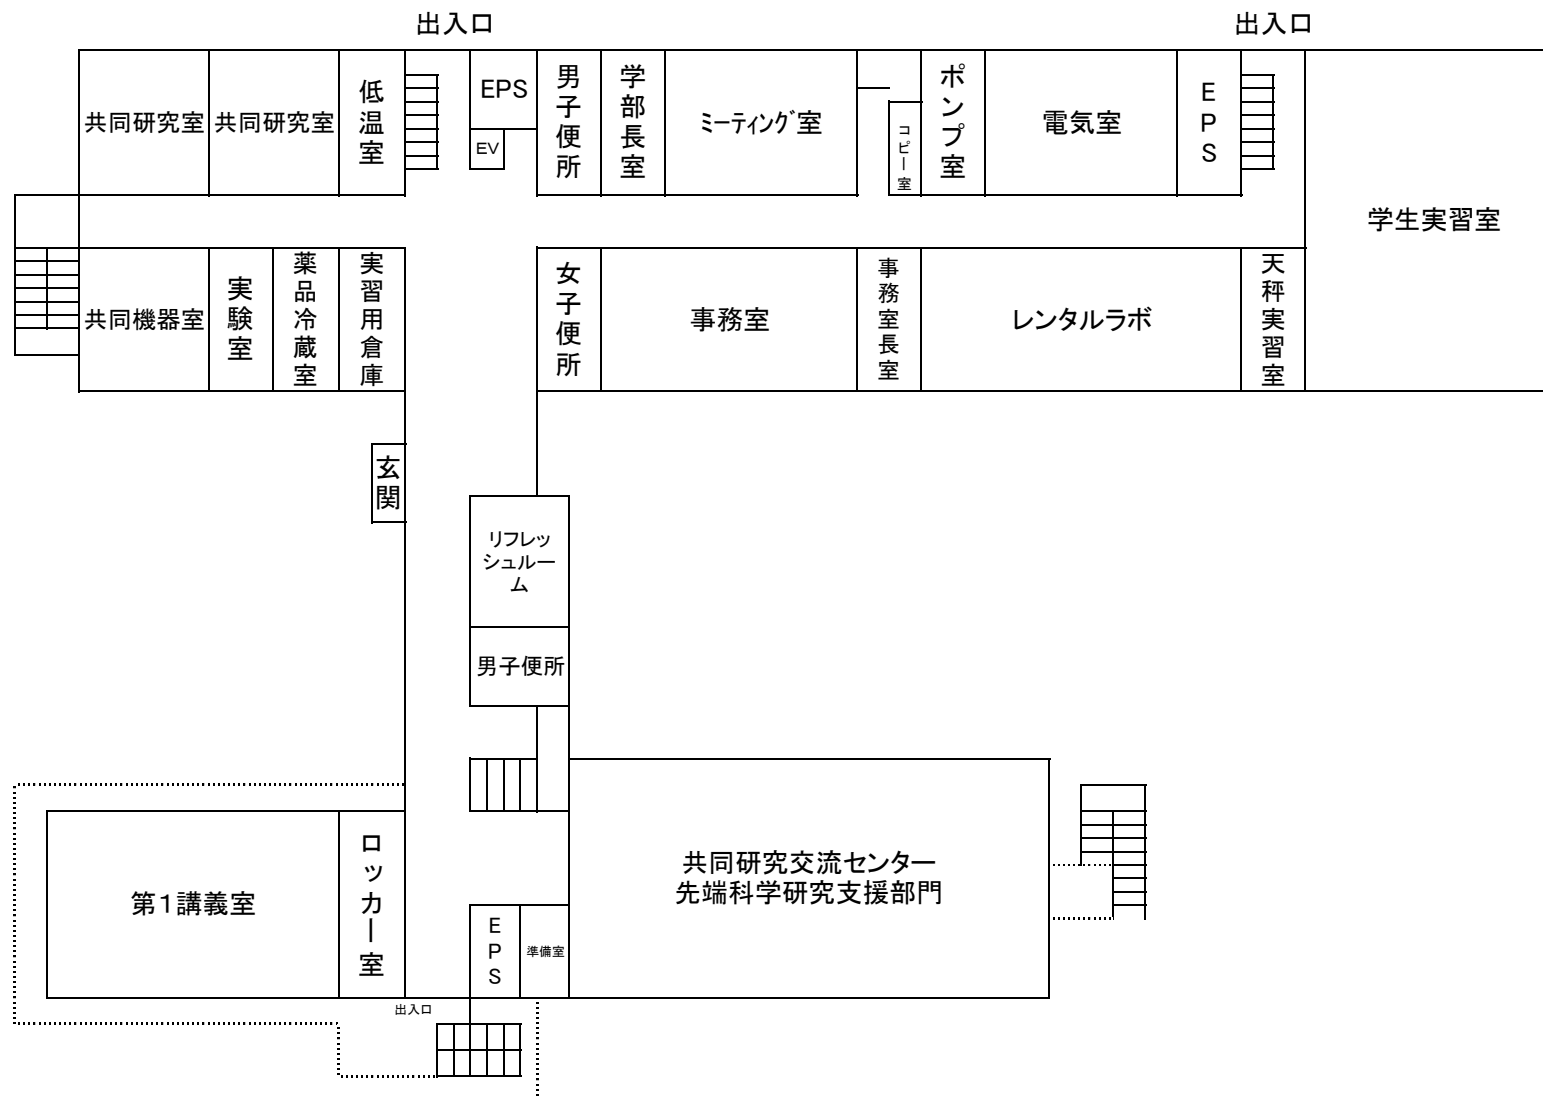 出入口
出入口
共同研究室
共同研究室
低温室
EPS
EV
男子便所
学部長室
ミーティング室
コピー室
ポンプ室
電気室
EPS
学生実習室
共同機器室
実験室
薬品冷蔵室
実習用倉庫
女子便所
事務室
事務室長室
レンタルラボ
天秤実習室
玄関
リフレッ
シュルー
ム
男子便所
第1講義室
ロッカー室
EPS
準備室
共同研究交流センター
先端科学研究支援部門
出入口